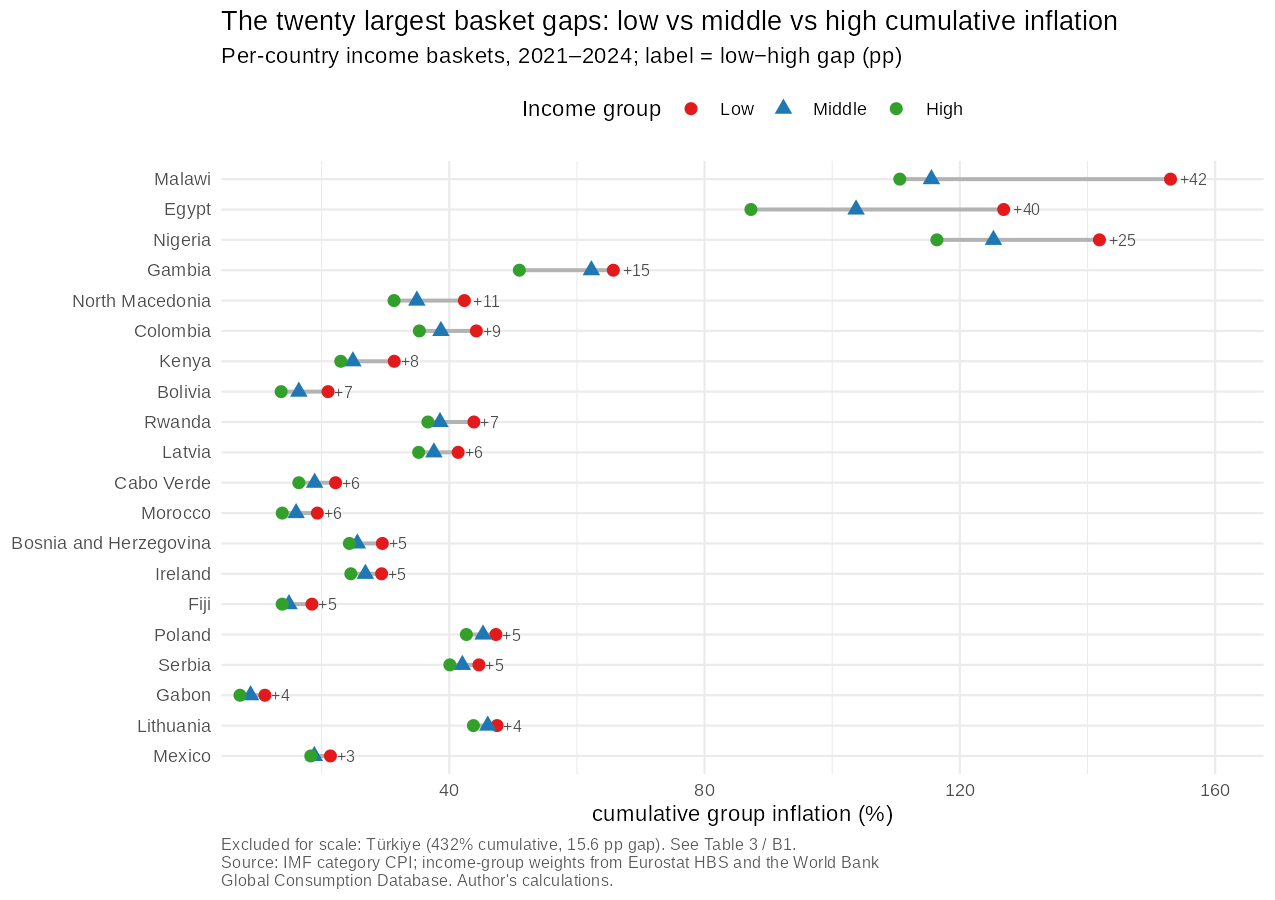 The twenty largest basket gaps: low vs middle vs high cumulative inflation
Per-country income baskets, 2021–2024; label = low−high gap (pp)
Income group Low Middle High
Malawi +42
Egypt +40
Nigeria +25
Gambia +15
North Macedonia +11
Colombia +9
Kenya +8
Bolivia +7
Rwanda +7
Latvia +6
Cabo Verde +6
Morocco +6
Bosnia and Herzegovina +5
Ireland +5
Fiji +5
Poland +5
Serbia +5
Gabon +4
Lithuania +4
Mexico +3
40 80 120 160
cumulative group inflation (%)
Excluded for scale: Türkiye (432% cumulative, 15.6 pp gap). See Table 3 / B1.
Source: IMF category CPI; income-group weights from Eurostat HBS and the World Bank
Global Consumption Database. Author's calculations.